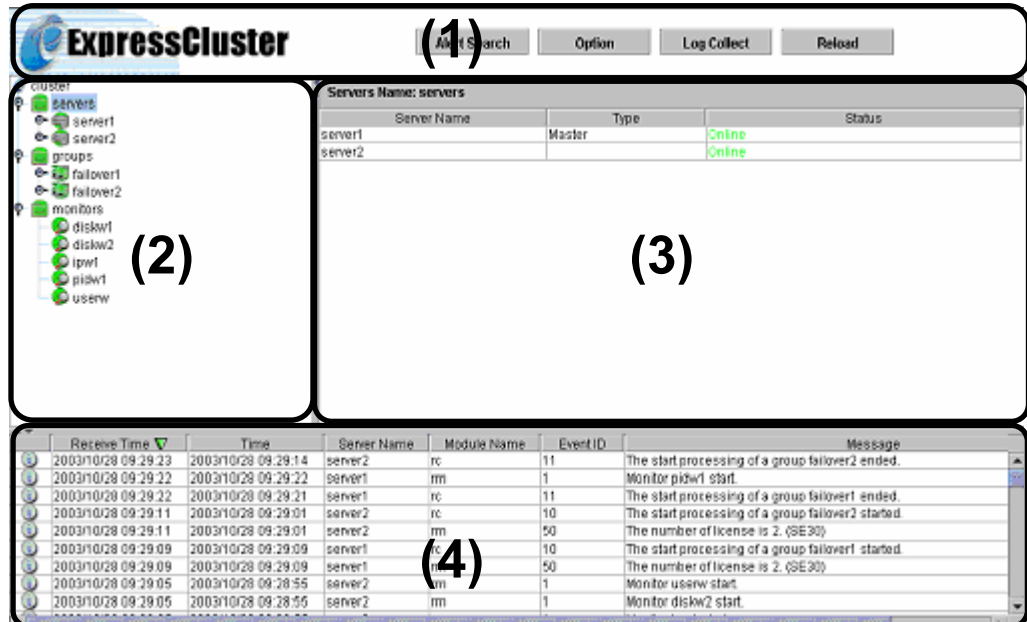 ExpressCluster
Alert Search Option Log Collect Reload
(1)
cluster
servers
server1
server2
groups
failover1
failover2
monitors
diskw1
diskw2
ipw1
pidw1
userw
(2)
Servers Name: servers
Server Name Type Status
server1 Master Online
server2 Online
(3)
Receive Time Time Server Name Module Name Event ID Message
2003/10/28 09:29:23 2003/10/28 09:29:14 server2 rc 11 The start processing of a group failover2 ended.
2003/10/28 09:29:22 2003/10/28 09:29:22 server1 rm 1 Monitor pidw1 start.
2003/10/28 09:29:22 2003/10/28 09:29:21 server1 rc 11 The start processing of a group failover1 ended.
2003/10/28 09:29:11 2003/10/28 09:29:01 server2 rc 10 The start processing of a group failover2 started.
2003/10/28 09:29:11 2003/10/28 09:29:01 server2 rm 50 The number of license is 2. (SE30)
2003/10/28 09:29:09 2003/10/28 09:29:09 server1 rc 10 The start processing of a group failover1 started.
2003/10/28 09:29:09 2003/10/28 09:29:09 server1 50 The number of license is 2. (SE30)
2003/10/28 09:29:05 2003/10/28 09:28:55 server2 rm 1 Monitor userw start.
2003/10/28 09:29:05 2003/10/28 09:28:55 server2 rm 1 Monitor diskw2 start.
(4)